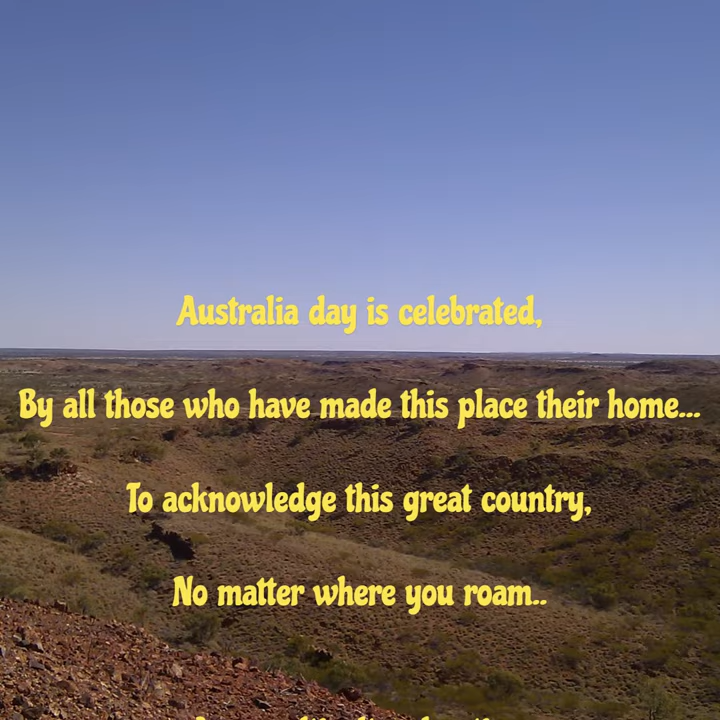 Australia day is celebrated,
By all those who have made this place their home...
To acknowledge this great country,
No matter where you roam..